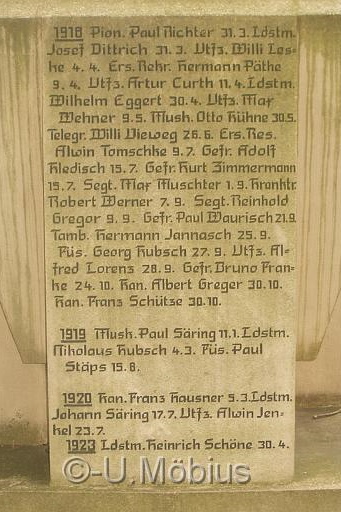 1918 Pion. Paul Richter 31.3. Ldstm.
Josef Dittrich 31.3. Utfz. Willi Les=
ke 4.4. Ers. Rekr. Hermann Päthe
9.4. Utfz. Artur Curth 11.4. Ldstm.
Wilhelm Eggert 30.4. Utfz. Max
Wehner 9.5. Musk. Otto Kühne 30.5.
Telegr. Willi Vieweg 26.6. Ers. Res.
Alwin Tomschke 9.7. Gefr. Adolf
Kledisch 15.7. Gefr. Kurt Zimmermann
15.7. Segt. Max Muschter 1.9. Kranktr.
Robert Werner 7.9. Segt. Reinhold
Gregor 9.9. Gefr. Paul Waurisch 21.9.
Tamb. Hermann Jannasch 25.9.
Füs. Georg Kubsch 27.9. Utfz. Al=
fred Lorenz 28.9. Gefr. Bruno Fran=
ke 24.10. Kan. Albert Greger 30.10.
Kan. Franz Schütze 30.10.
1919 Musk. Paul Säring 11.1. Ldstm.
Nikolaus Kubsch 4.3. Füs. Paul
Stäps 15.8.
1920 Kan. Franz Hausner 5.3. Ldstm.
Johann Säring 17.7. Utfz. Alwin Jen=
kel 23.7.
1923 Ldstm. Heinrich Schöne 30.4.
©-U.Möbius